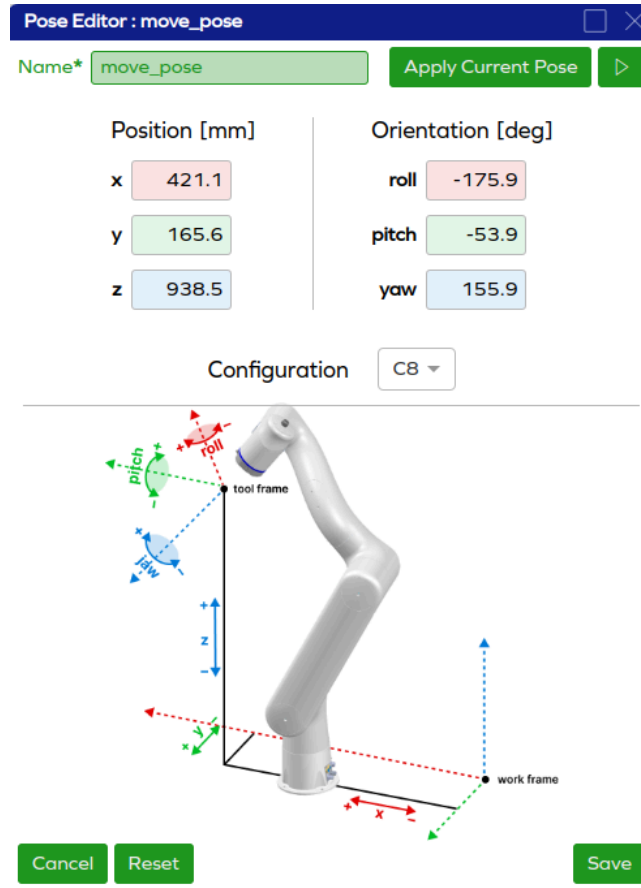 Pose Editor : move_pose
Name* move_pose Apply Current Pose
Position [mm] Orientation [deg]
x 421.1 roll -175.9
y 165.6 pitch -53.9
z 938.5 yaw 155.9
Configuration C8
+ roll -
pitch + -
tool frame
+ yaw -
+
z
-
+ y -
work frame
+ x -
Cancel Reset Save